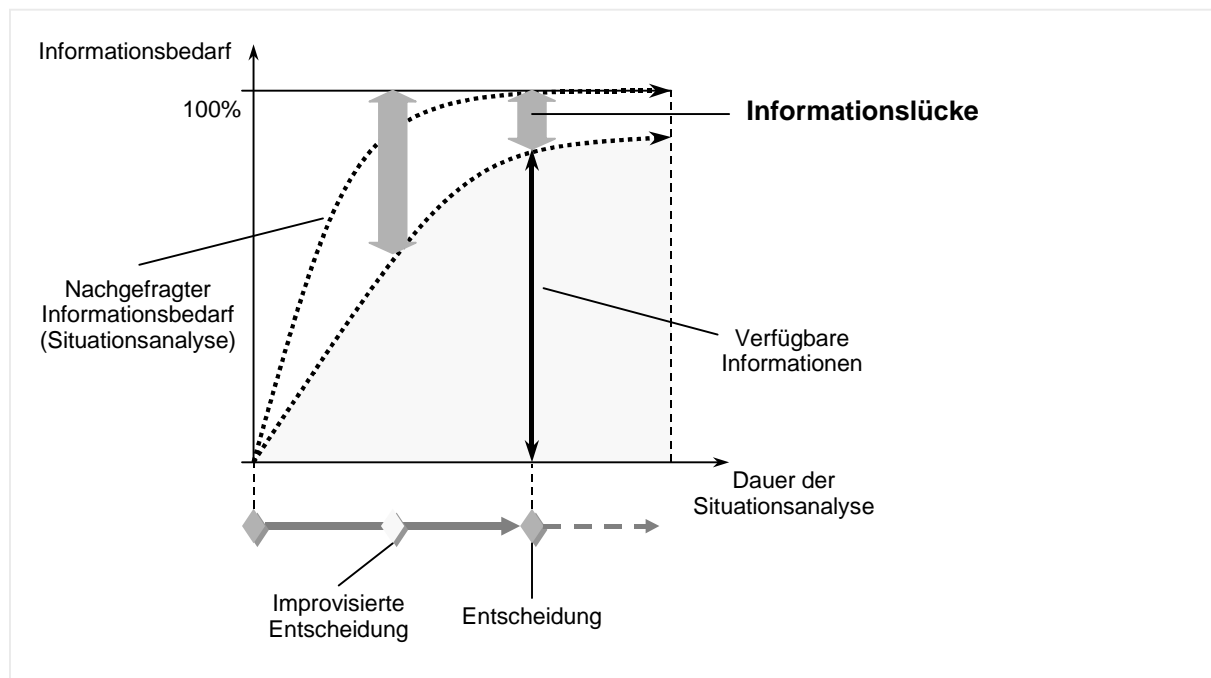 Informationsbedarf
100%
Informationslücke
Nachgefragter
Informationsbedarf
(Situationsanalyse)
Verfügbare
Informationen
Dauer der
Situationsanalyse
Improvisierte
Entscheidung
Entscheidung